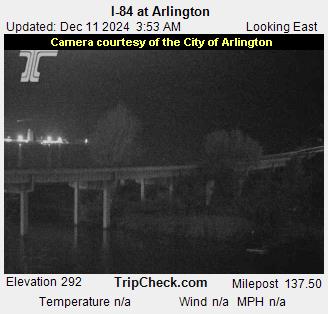 I-84 at Arlington
Updated: Dec 11 2024 3:53 AM Looking East
Camera courtesy of the City of Arlington
Elevation 292 TripCheck.com Milepost 137.50
Temperature n/a Wind n/a MPH n/a